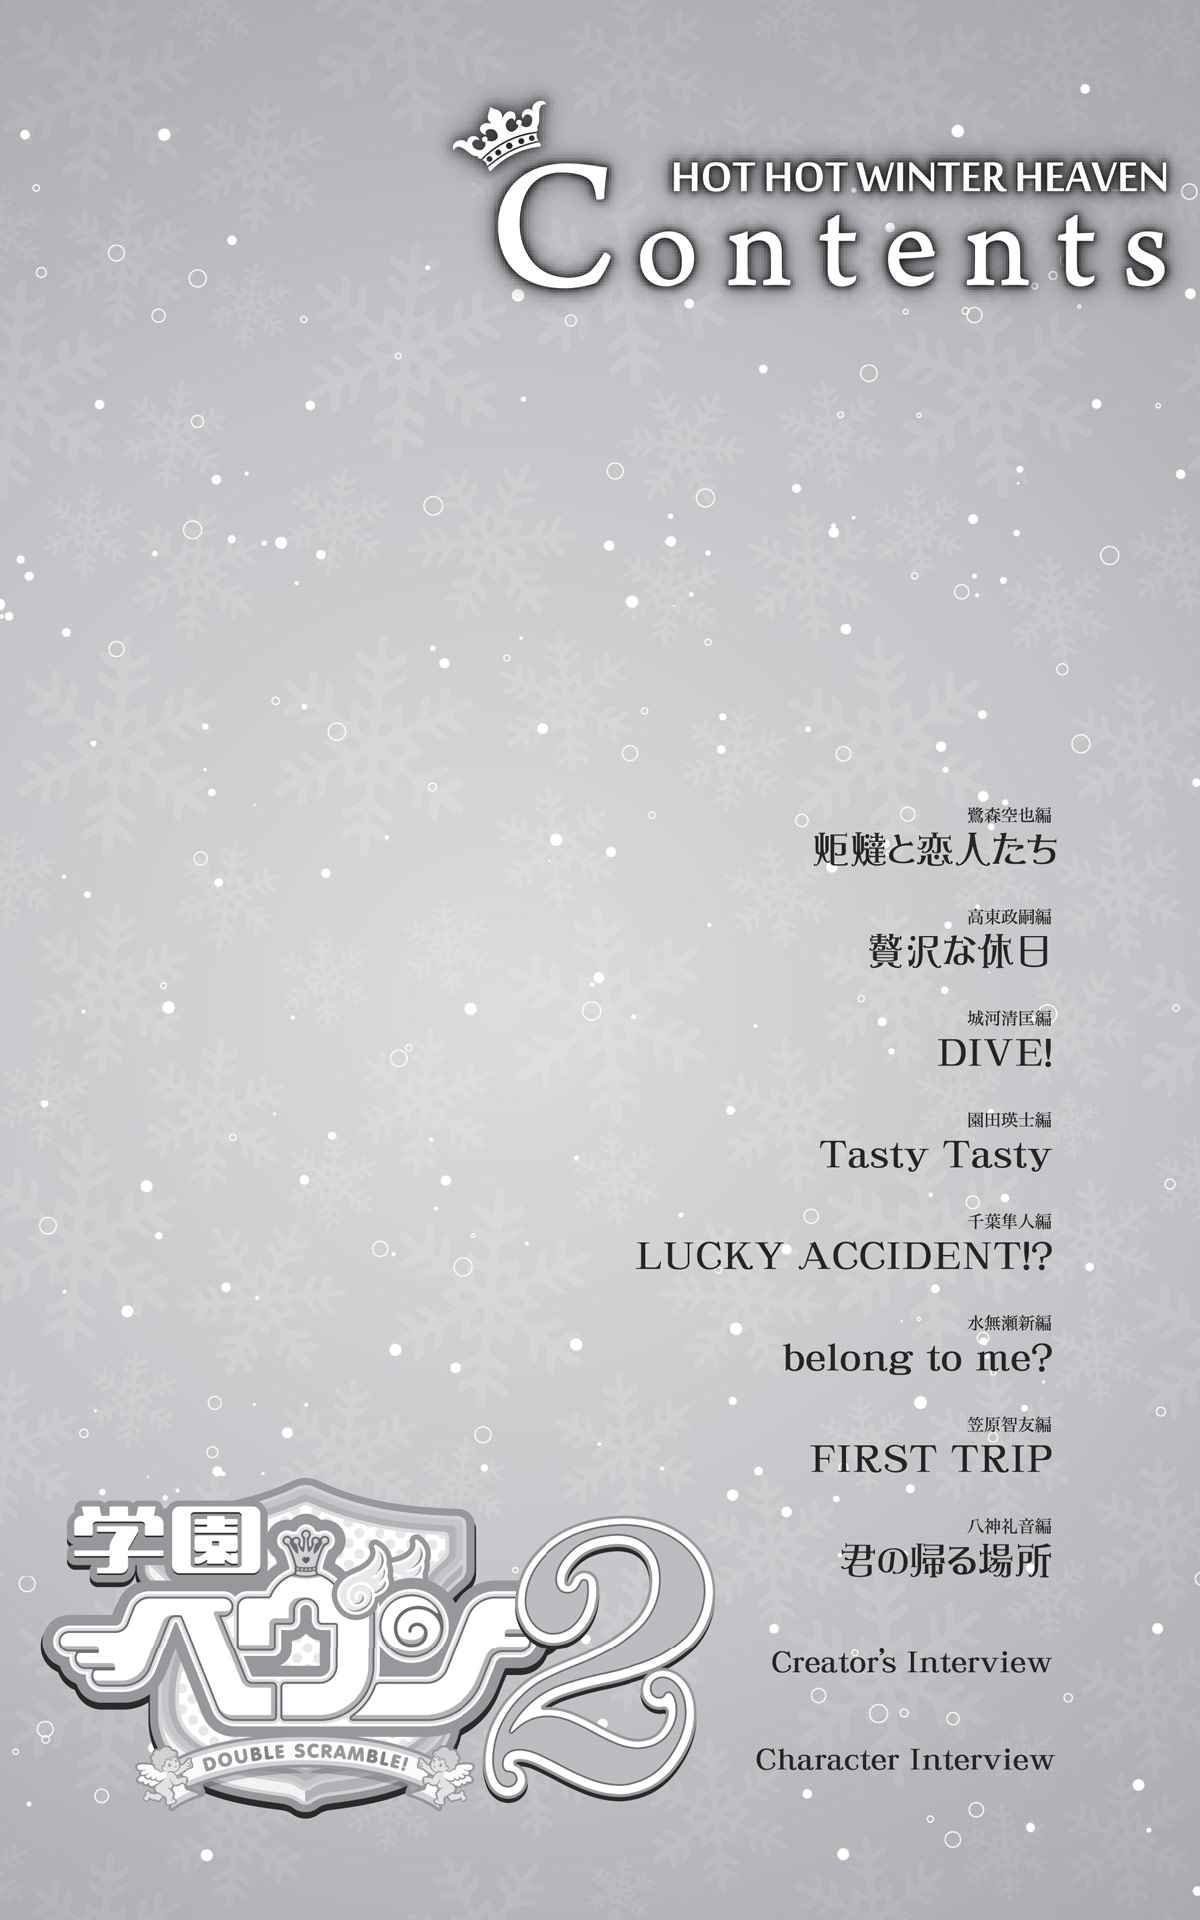 HOT HOT WINTER HEAVEN
Contents
鷺森空也編
炬燵と恋人たち
高東政嗣編
贅沢な休日
城河清匡編
DIVE!
園田瑛士編
Tasty Tasty
千葉隼人編
LUCKY ACCIDENT!?
水無瀬新編
belong to me?
笠原智友編
FIRST TRIP
八神礼音編
君の帰る場所
Creator's Interview
Character Interview
学園
ヘヴン2
DOUBLE SCRAMBLE!